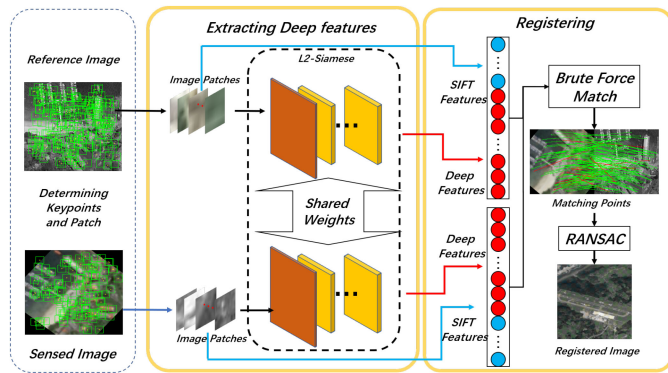 Extracting Deep features
Registering
Reference Image
L2-Siamese
Image Patches
SIFT
Features
Brute Force
Match
Determining
Keypoints
and Patch
Deep
Features
Matching Points
Shared
Weights
Deep
Features
RANSAC
SIFT
Features
Image Patches
Sensed Image
Registered Image